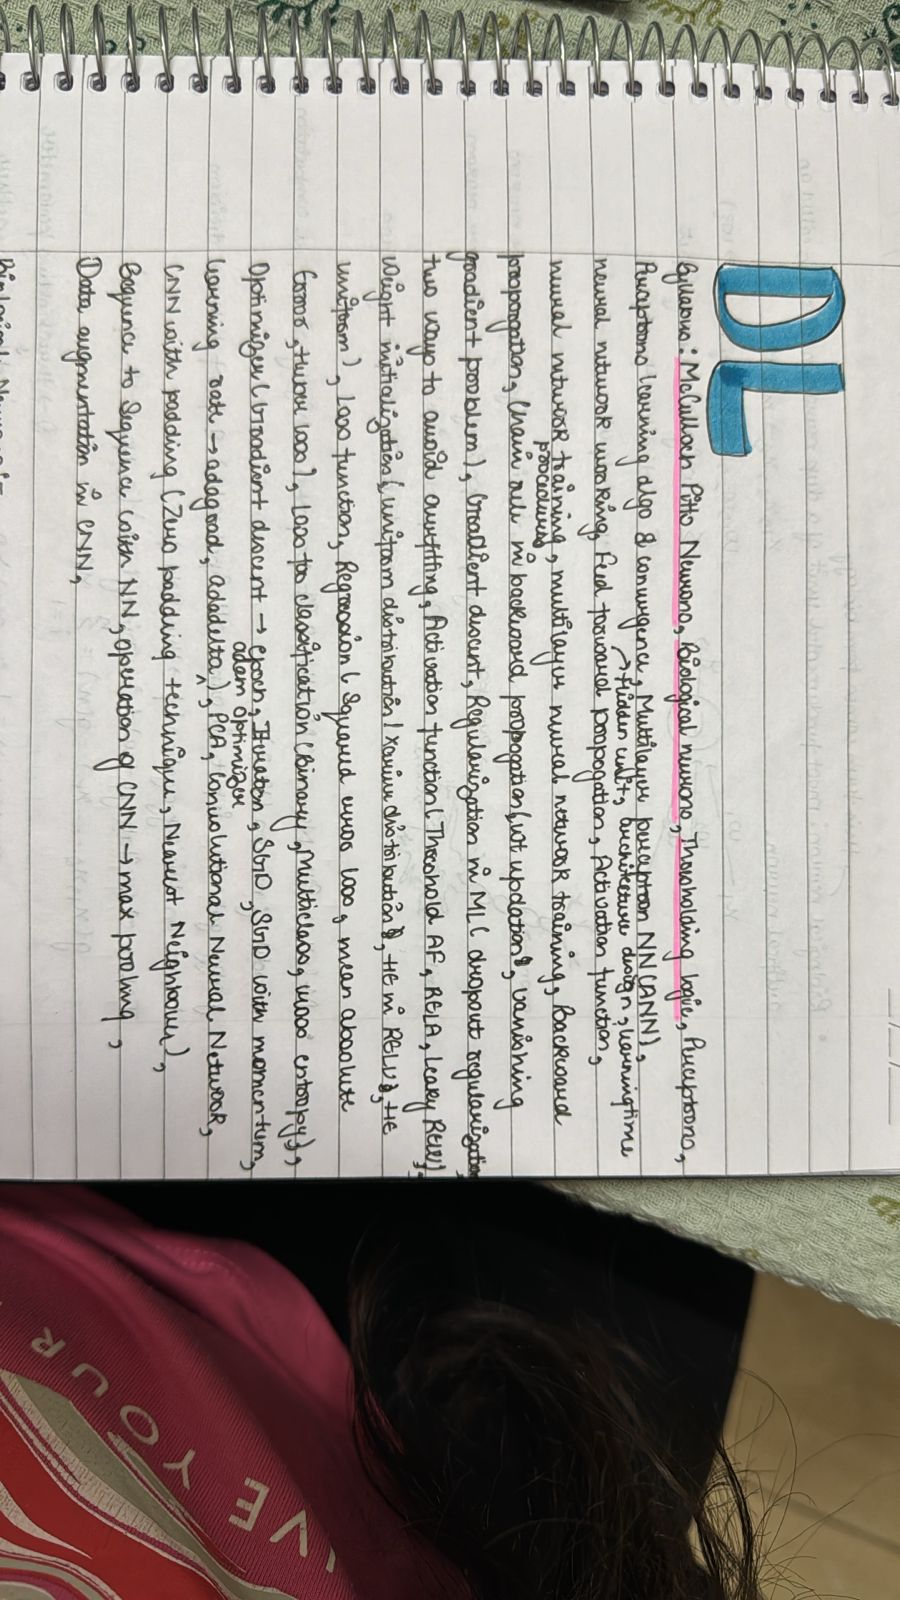 DL
Syllabus: McCulloch Pitts Neurons, Biological neurons, Thresholding logic, Perceptrons,
Perceptrons learning algo & convergence, Multilayer perceptron NN(ANN),
→ Hidden unit, architecture design, learningtime
neural network working, Feed forward propogation, Activation function,
neural network training, multilayer neural network training, Backward
procedures
propogation, Chain rule in backward propogation(wt updation), vanishing
gradient problem), Gradient descent, Regularization in ML( dropout regularization
two ways to avoid overfitting, Activation function( Threshold AF, RELA, Leaky RELU)
Weight initialization( uniform distribution / xavier distribution), HE in RELU, HE
uniform), Loss function, Regression( Squared error loss, mean absolute
Error, huber loss), Loss for classification(Binary, Multiclass, cross entropy),
Optimizer( Gradient descent → epoch, Iteration, SGD, SGD with momentum,
adam optimizer
learning rate → adagrad, adadelta ^), PCA, Convolutional Neural Network,
CNN with padding (Zero padding technique, Nearest Neighbour),
Sequence to Sequence with NN, operation of CNN → max pooling,
Data augmentation in CNN,
Biological Neurons:-
IVE YOUR